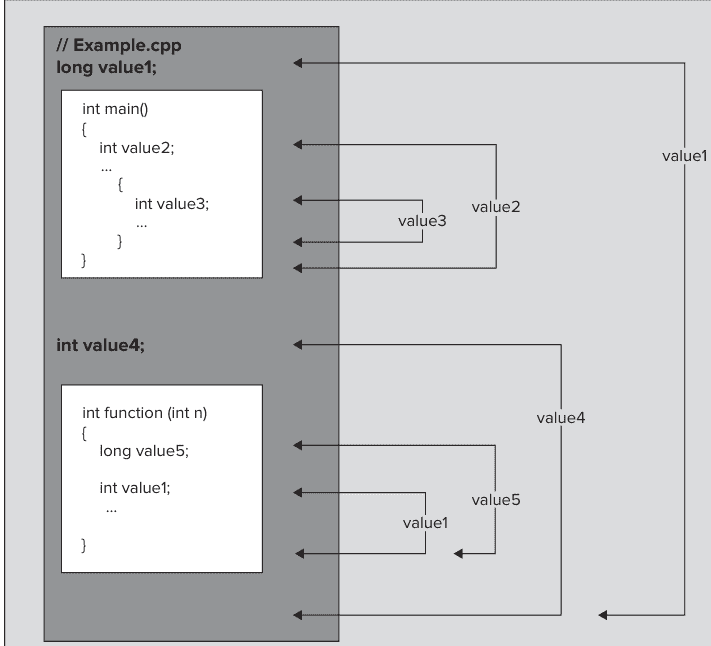 // Example.cpp
long value1;
int main()
{
int value2;
...
{
int value3;
...
}
}
value1
value2
value3
int value4;
int function (int n)
{
long value5;
int value1;
...
}
value4
value5
value1